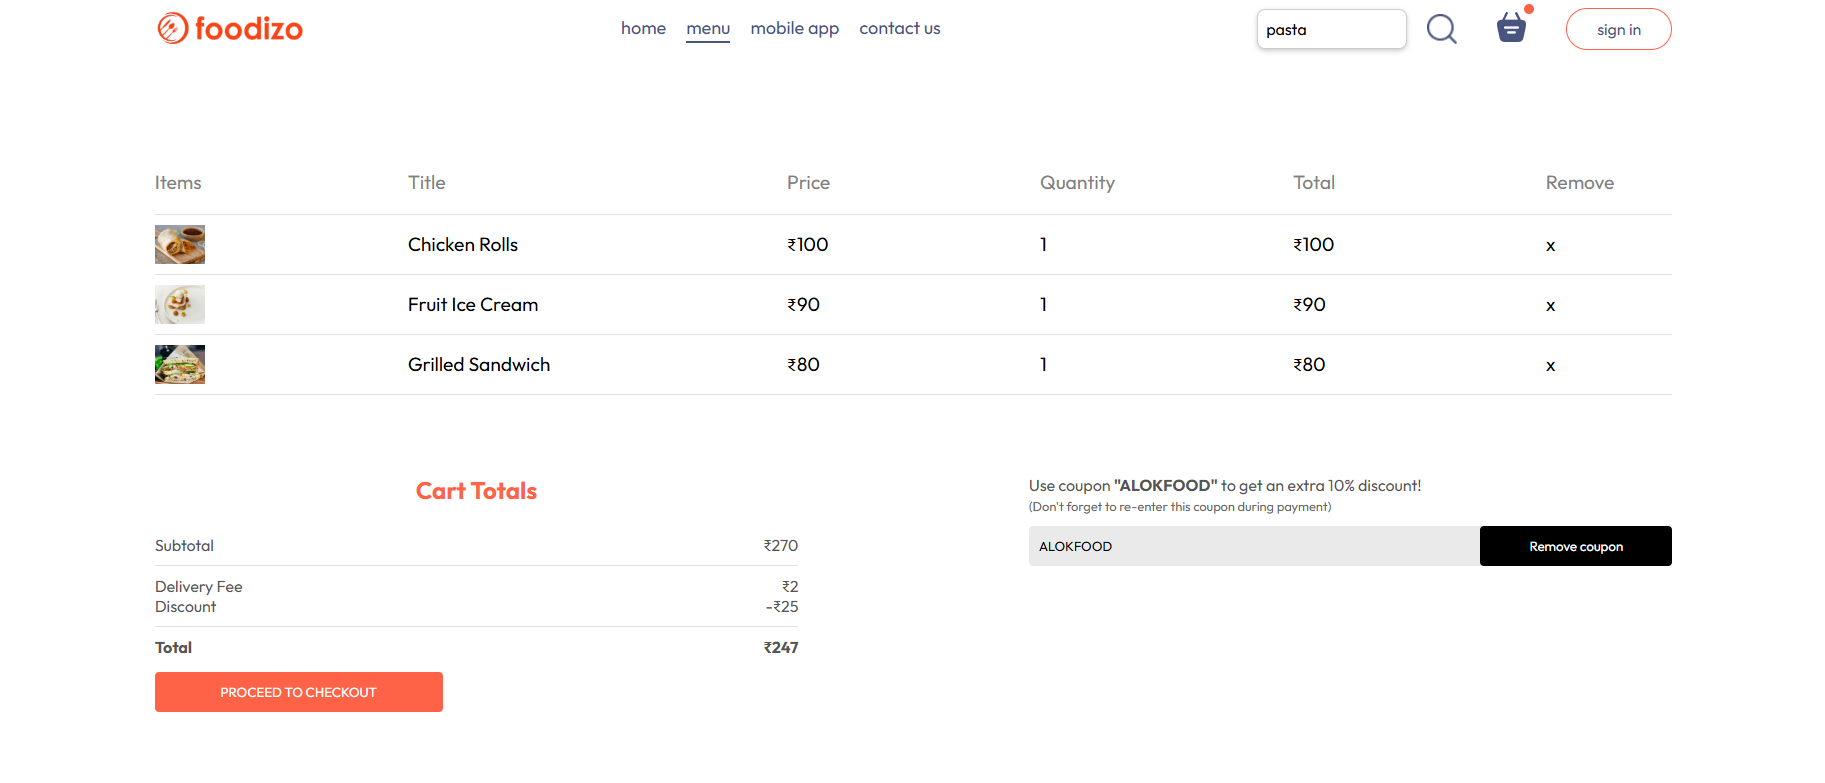 foodizo home menu mobile app contact us pasta sign in
Items Title Price Quantity Total Remove
Chicken Rolls ₹100 1 ₹100 x
Fruit Ice Cream ₹90 1 ₹90 x
Grilled Sandwich ₹80 1 ₹80 x
Cart Totals
Subtotal ₹270
Delivery Fee ₹2
Discount -₹25
Total ₹247
PROCEED TO CHECKOUT
Use coupon "ALOKFOOD" to get an extra 10% discount!
(Don't forget to re-enter this coupon during payment)
ALOKFOOD Remove coupon